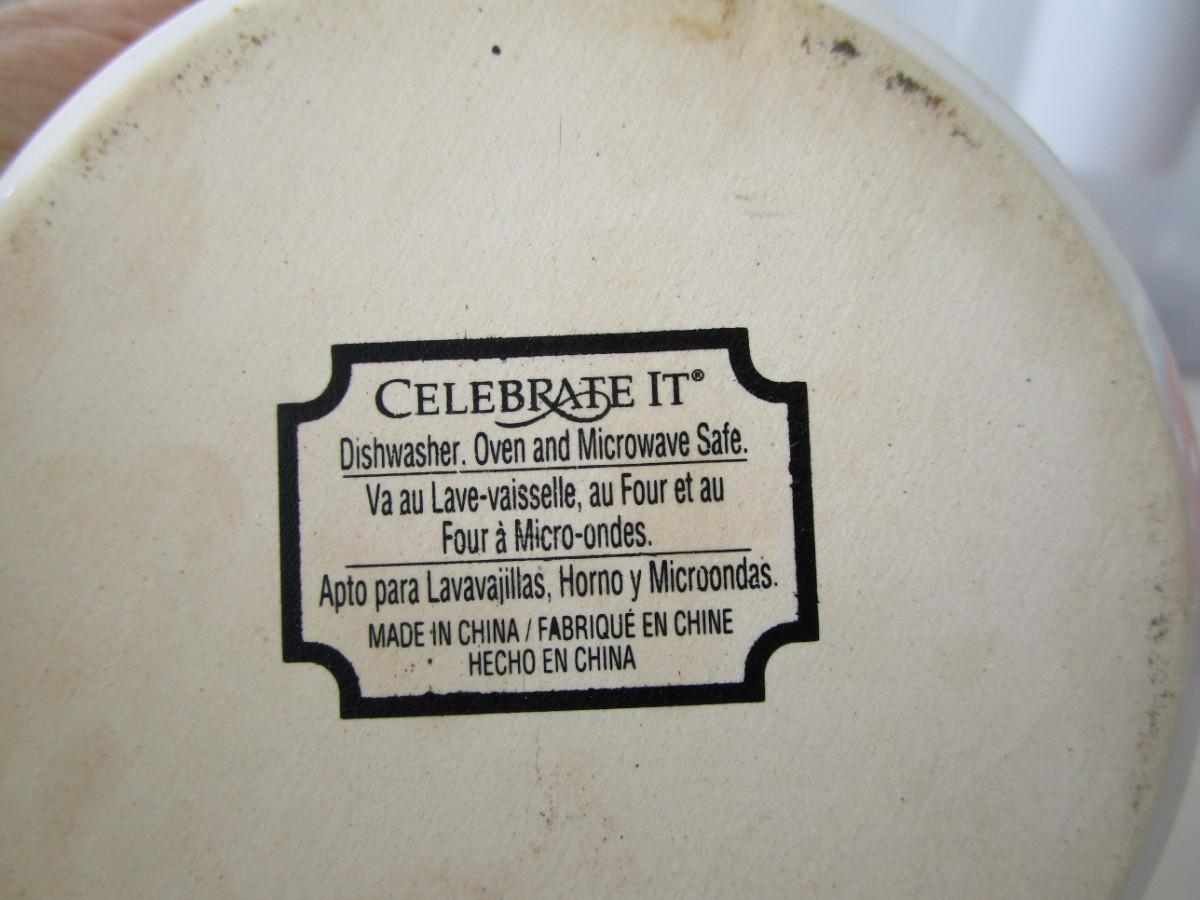 CELEBRATE IT®
Dishwasher. Oven and Microwave Safe.
Va au Lave-vaisselle, au Four et au
Four à Micro-ondes.
Apto para Lavavajillas, Horno y Microondas.
MADE IN CHINA / FABRIQUÉ EN CHINE
HECHO EN CHINA